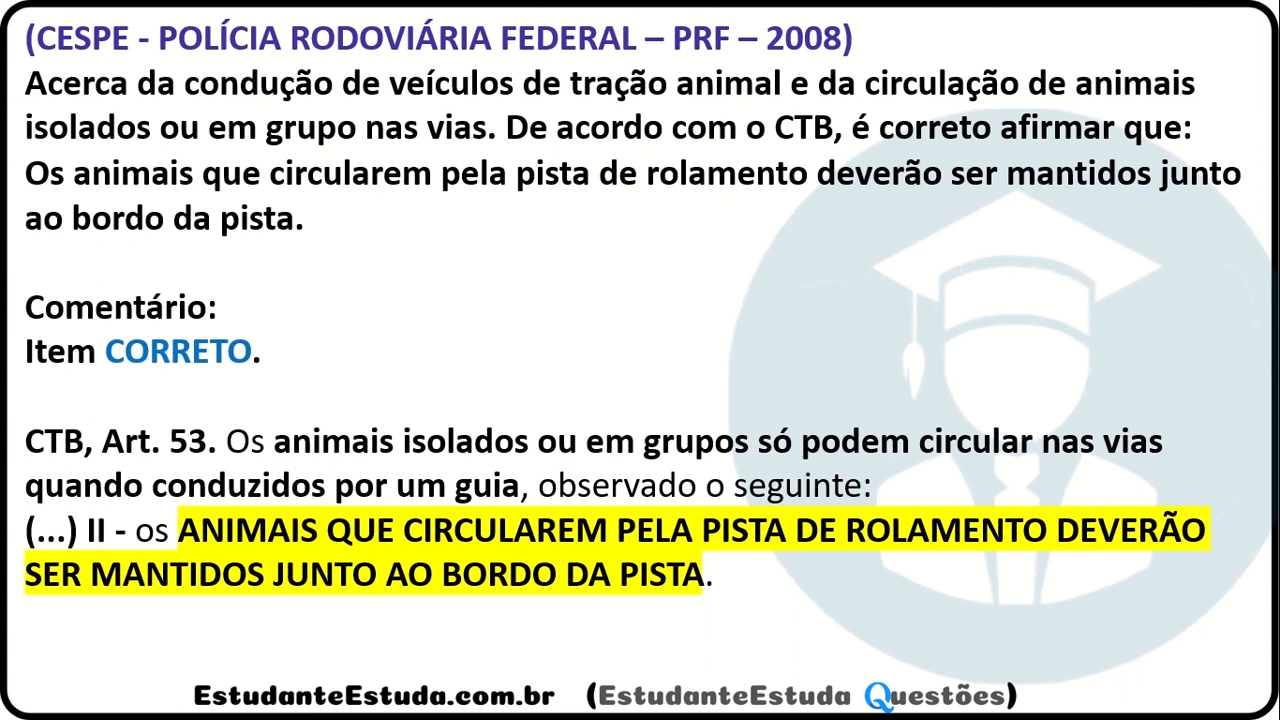 (CESPE - POLÍCIA RODOVIÁRIA FEDERAL – PRF – 2008)
Acerca da condução de veículos de tração animal e da circulação de animais
isolados ou em grupo nas vias. De acordo com o CTB, é correto afirmar que:
Os animais que circularem pela pista de rolamento deverão ser mantidos junto
ao bordo da pista.
Comentário:
Item CORRETO.
CTB, Art. 53. Os animais isolados ou em grupos só podem circular nas vias
quando conduzidos por um guia, observado o seguinte:
(...) II - os ANIMAIS QUE CIRCULAREM PELA PISTA DE ROLAMENTO DEVERÃO
SER MANTIDOS JUNTO AO BORDO DA PISTA.
EstudanteEstuda.com.br (EstudanteEstuda Questões)